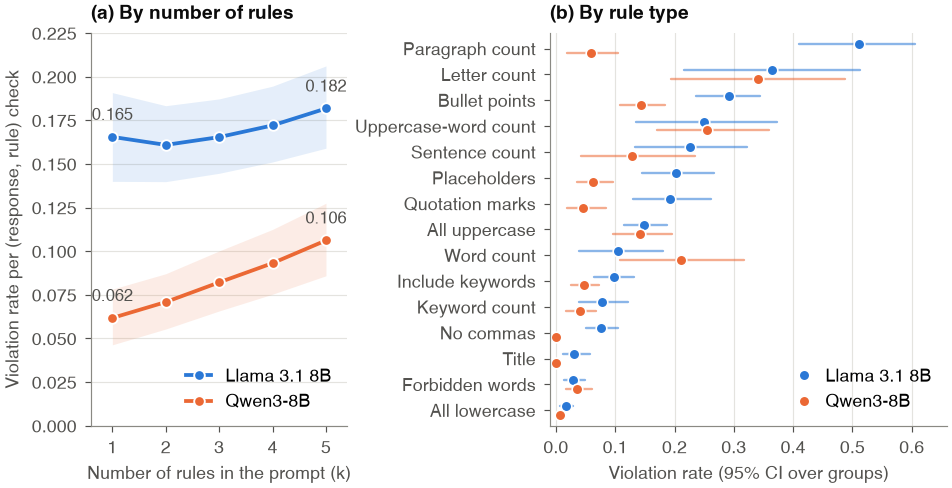 (a) By number of rules
Violation rate per (response, rule) check
0.225
0.200
0.175
0.150
0.125
0.100
0.075
0.050
0.025
0.000
0.165
0.182
0.062
0.106
Llama 3.1 8B
Qwen3-8B
1 2 3 4 5
Number of rules in the prompt (k)
(b) By rule type
Paragraph count
Letter count
Bullet points
Uppercase-word count
Sentence count
Placeholders
Quotation marks
All uppercase
Word count
Include keywords
Keyword count
No commas
Title
Forbidden words
All lowercase
Llama 3.1 8B
Qwen3-8B
0.0 0.1 0.2 0.3 0.4 0.5 0.6
Violation rate (95% CI over groups)